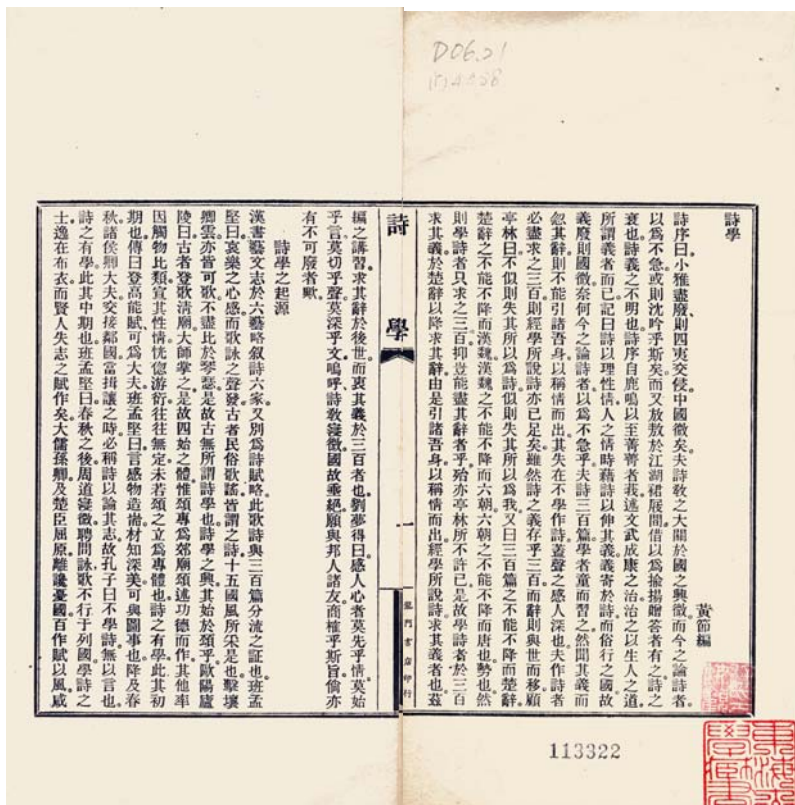 D06.21
詩學
黃節編
詩序曰小雅盡廢則四夷交侵中國微矣夫詩教之大關於國之興微而今之論詩者
以為不急或則沈吟乎斯矣而又放敖於江湖裙屐間借以為揄揚贈答者有之詩之
衰也詩義之不明也詩序自鹿鳴以至菁菁者莪述文武成康之治治之以生人之道
所謂義者而已記曰詩以理性情人之情時藉詩以伸其義義寄於詩而俗行之國故
義廢則國微奈何今之論詩者以為不急乎夫詩三百篇學者童而習之然聞其義而
忽其辭則不能引諸吾身以稱情而出其失在不學作詩蓋聲之感人深也夫作詩者
必盡求之三百則經學所說詩亦已足矣雖然詩之義存乎三百而辭則與世而移顧
亭林曰不似則失其所以為詩似則失其所以為我又曰三百篇之不能不降而楚辭
楚辭之不能不降而漢魏漢魏之不能不降而六朝六朝之不能不降而唐也勢也然
則學詩者只求之三百抑豈能盡其辭者乎殆亦亭林所不許已是故學詩者於三百
求其義於楚辭以降求其辭由是引諸吾身以稱情而出經學所說詩求其義者也茲
詩學
一
龍門書店印行
編之講習求其辭於後世而衷其義於三百者也劉夢得曰感人心者莫先乎情莫始
乎言莫切乎聲莫深乎文嗚呼詩教寖微國故垂絕願與邦人諸友商榷乎斯旨倘亦
有不可廢者歟
詩學之起源
漢書藝文志於六藝略敘詩六家又別為詩賦略此歌詩與三百篇分流之証也班孟
堅曰哀樂之心感而歌詠之聲發古者民俗歌謠皆謂之詩十五國風所采是也擊壤
卿雲亦皆可歌不盡比於琴瑟是故古無所謂詩學也詩學之興其始於頌乎歐陽廬
陵曰古者登歌清廟大師掌之是故四始之體惟頌專為郊廟頌述功德而作其他率
因觸物比類宣其性情恍惚游衍往往無定未若頌之立為專體也詩之有學此其初
期也傳曰登高能賦可為大夫班孟堅曰言感物造耑材知深美可與圖事也降及春
秋諸侯卿大夫交接鄰國當揖讓之時必稱詩以諭其志故孔子曰不學詩無以言也
詩之有學此其中期也班孟堅曰春秋之後周道寖微聘問詠歌不行于列國學詩之
士逸在布衣而賢人失志之賦作矣大儒孫卿及楚臣屈原離讒憂國百作賦以風咸
113322